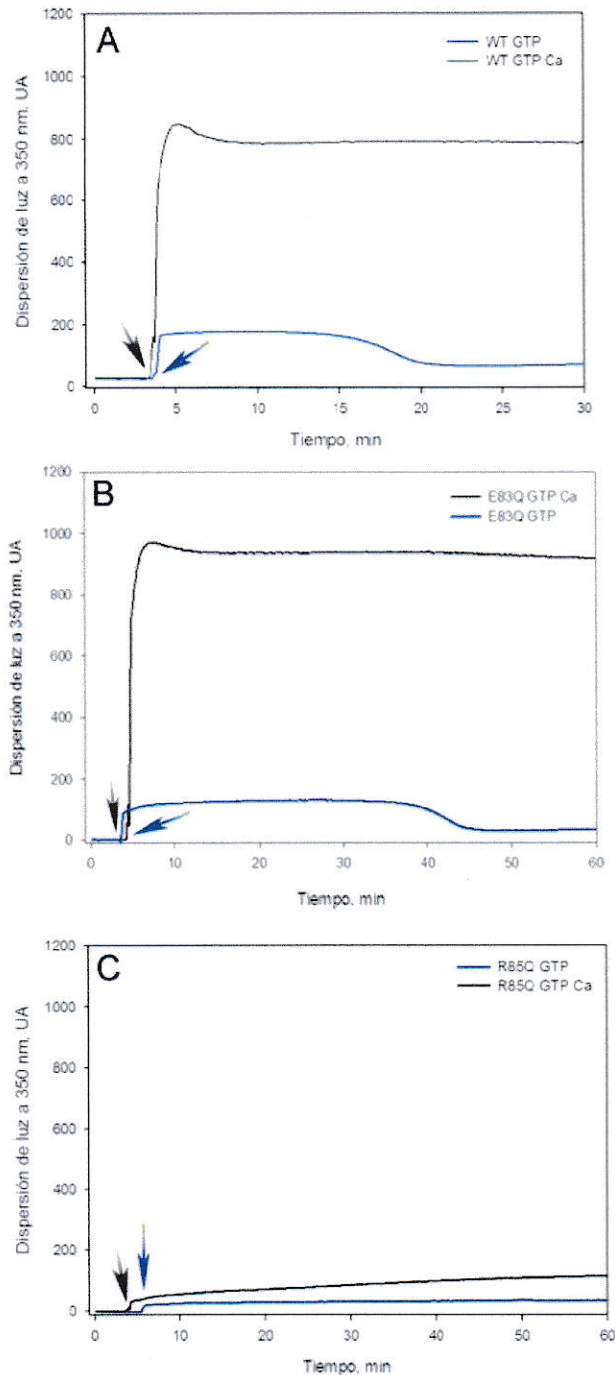 A
WT GTP
WT GTP Ca
1200
1000
800
600
400
200
0
Dispersión de luz a 350 nm, UA
0 5 10 15 20 25 30
Tiempo, min
B
E83Q GTP Ca
E83Q GTP
1200
1000
800
600
400
200
0
Dispersión de luz a 350 nm, UA
0 10 20 30 40 50 60
Tiempo, min
C
R85Q GTP
R85Q GTP Ca
1200
1000
800
600
400
200
0
Dispersión de luz a 350 nm, UA
0 10 20 30 40 50 60
Tiempo, min